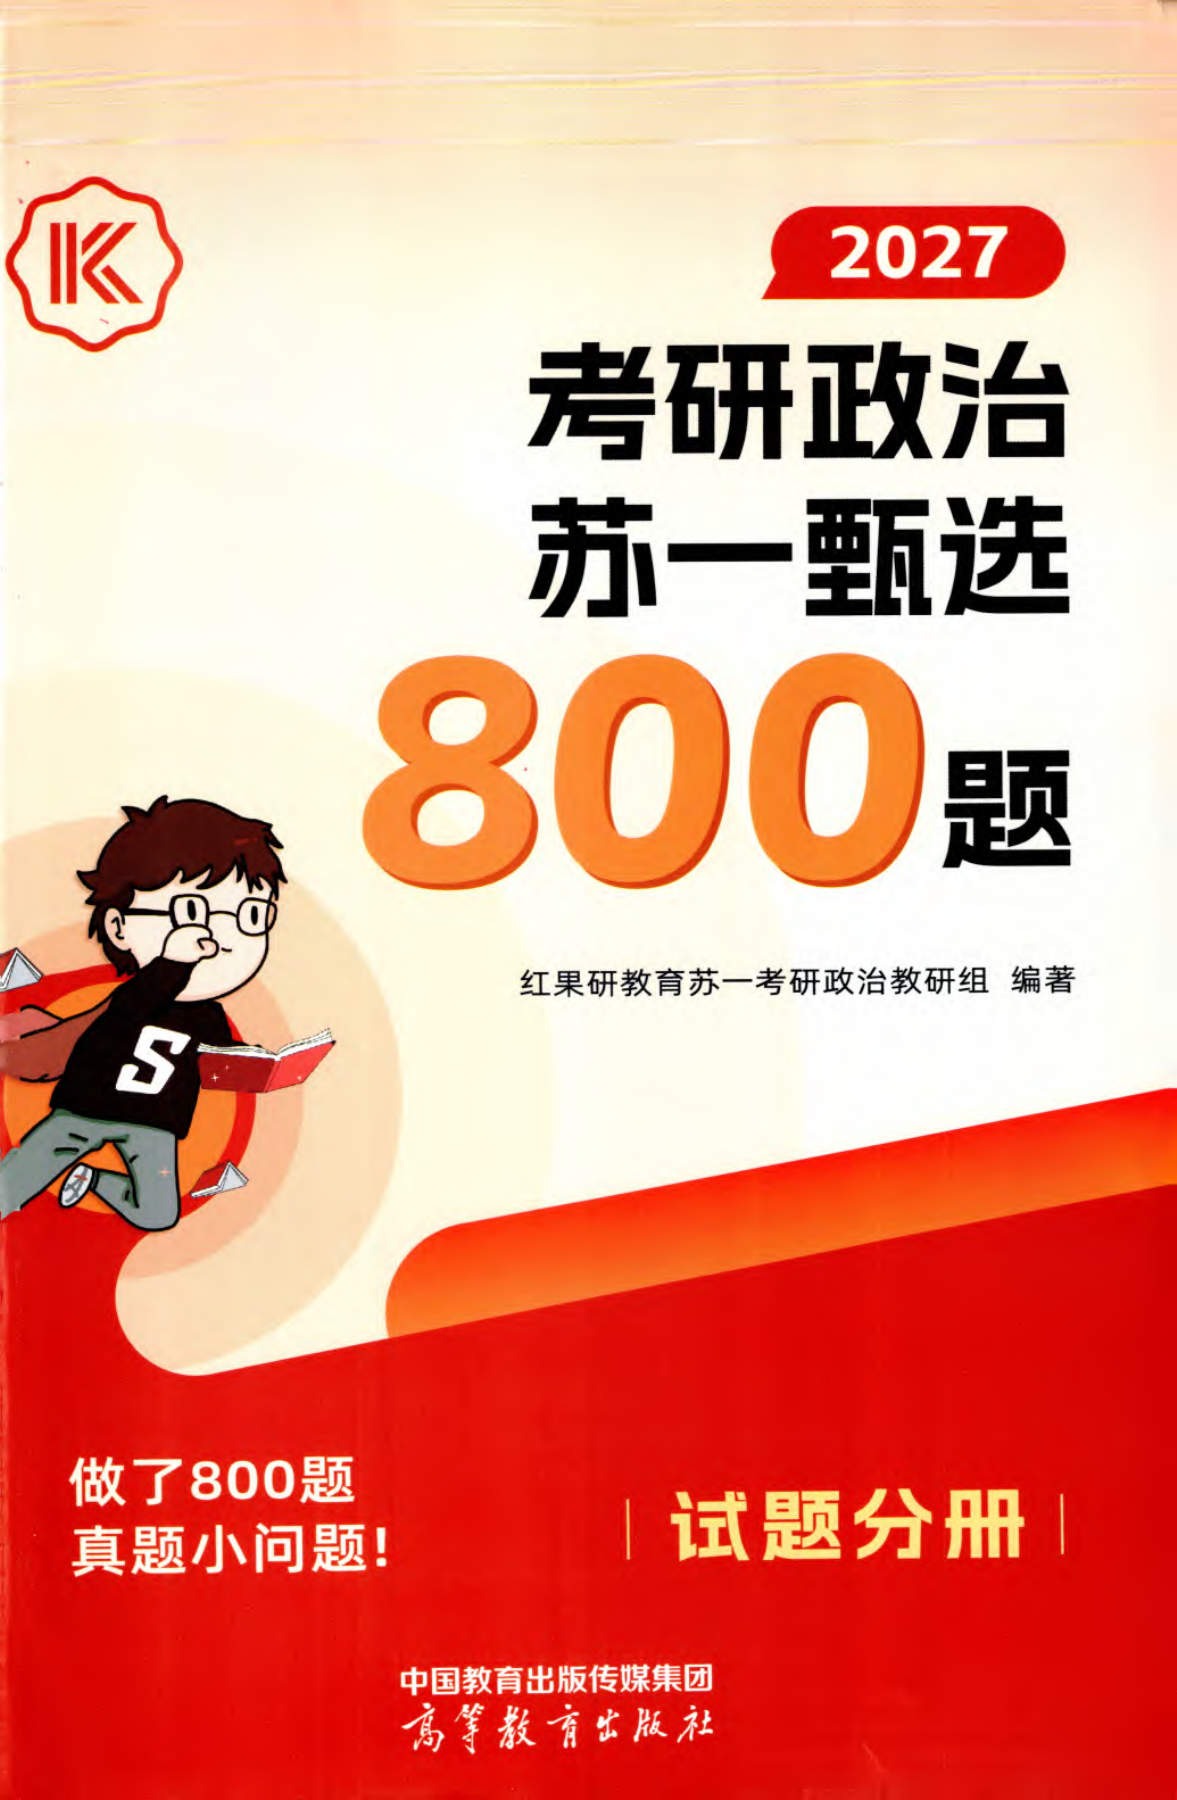 K
2027
考研政治
苏一甄选
800题
红果研教育苏一考研政治教研组 编著
S
做了800题
真题小问题!
试题分册
中国教育出版传媒集团
高等教育出版社